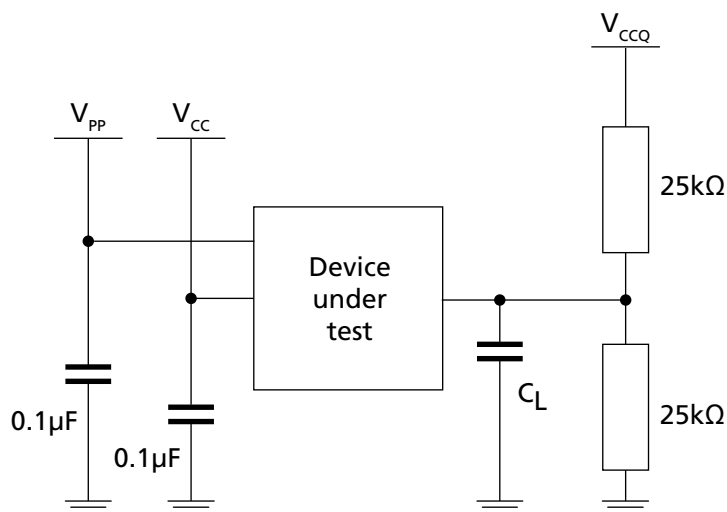 V_CCQ
V_PP
V_CC
25kΩ
Device
under
test
0.1µF
0.1µF
C_L
25kΩ